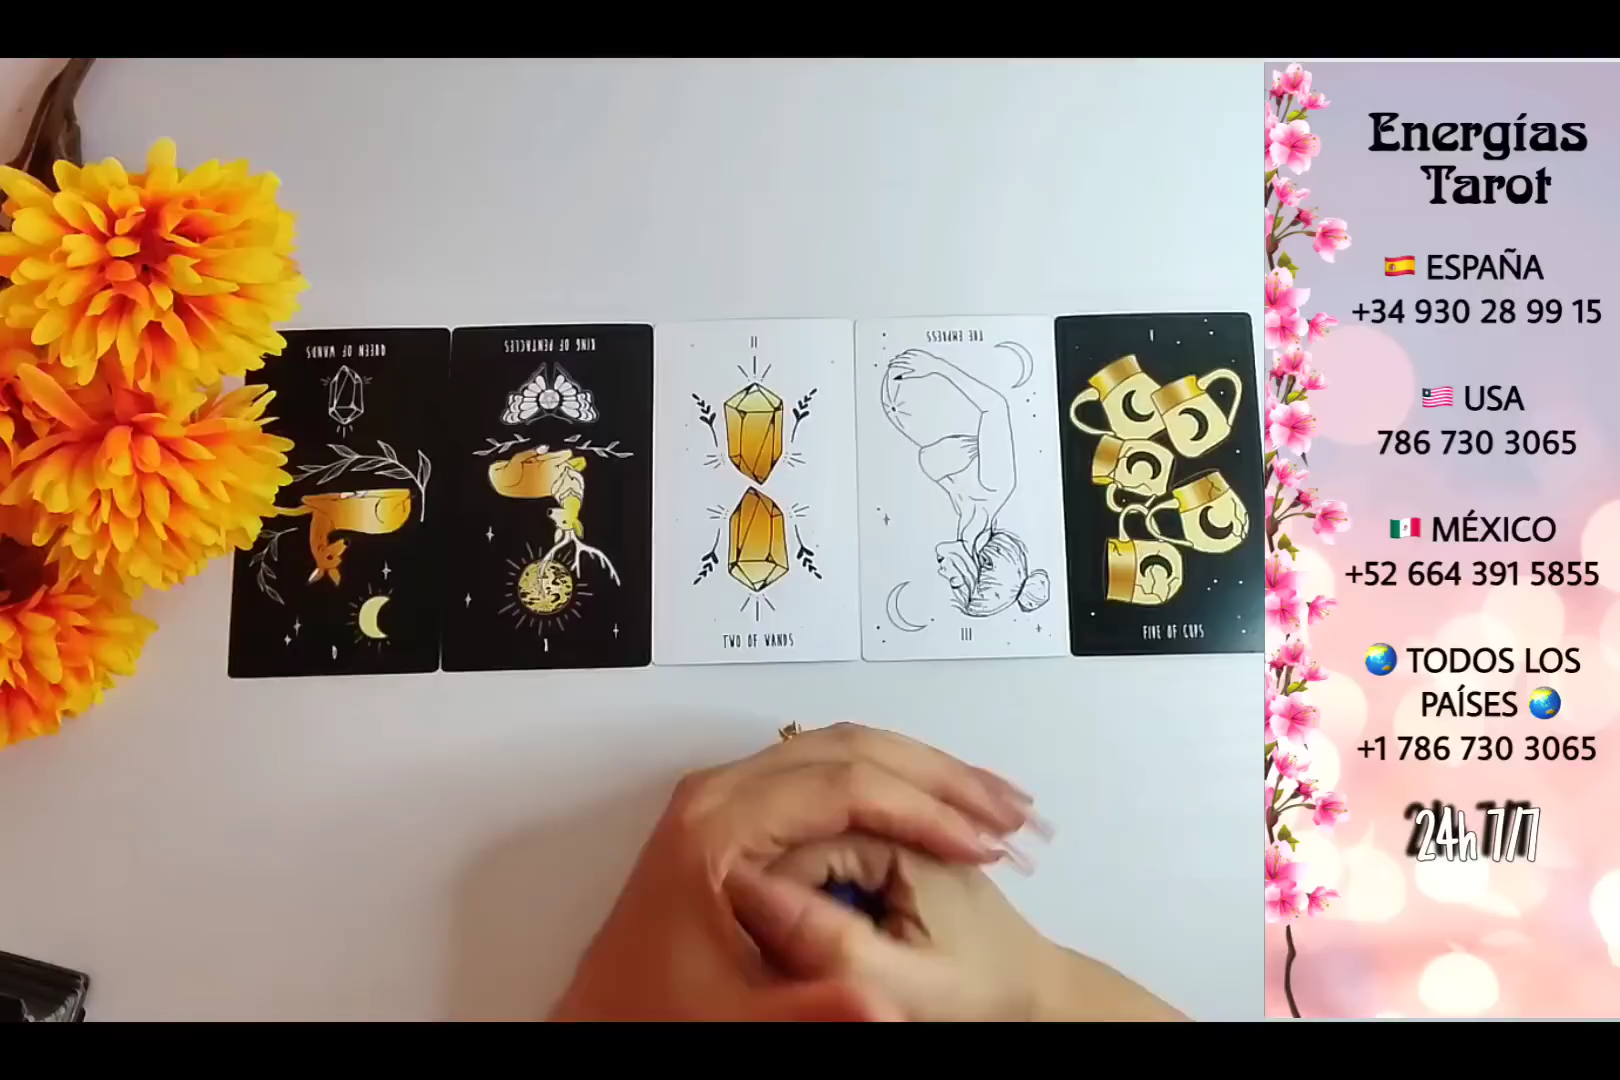 QUEEN OF WANDS
Q
KING OF PENTACLES
K
II
TWO OF WANDS
THE EMPRESS
III
FIVE OF CUPS
Energías
Tarot
ESPAÑA
+34 930 28 99 15
USA
786 730 3065
MÉXICO
+52 664 391 5855
TODOS LOS
PAÍSES
+1 786 730 3065
24h 7/7